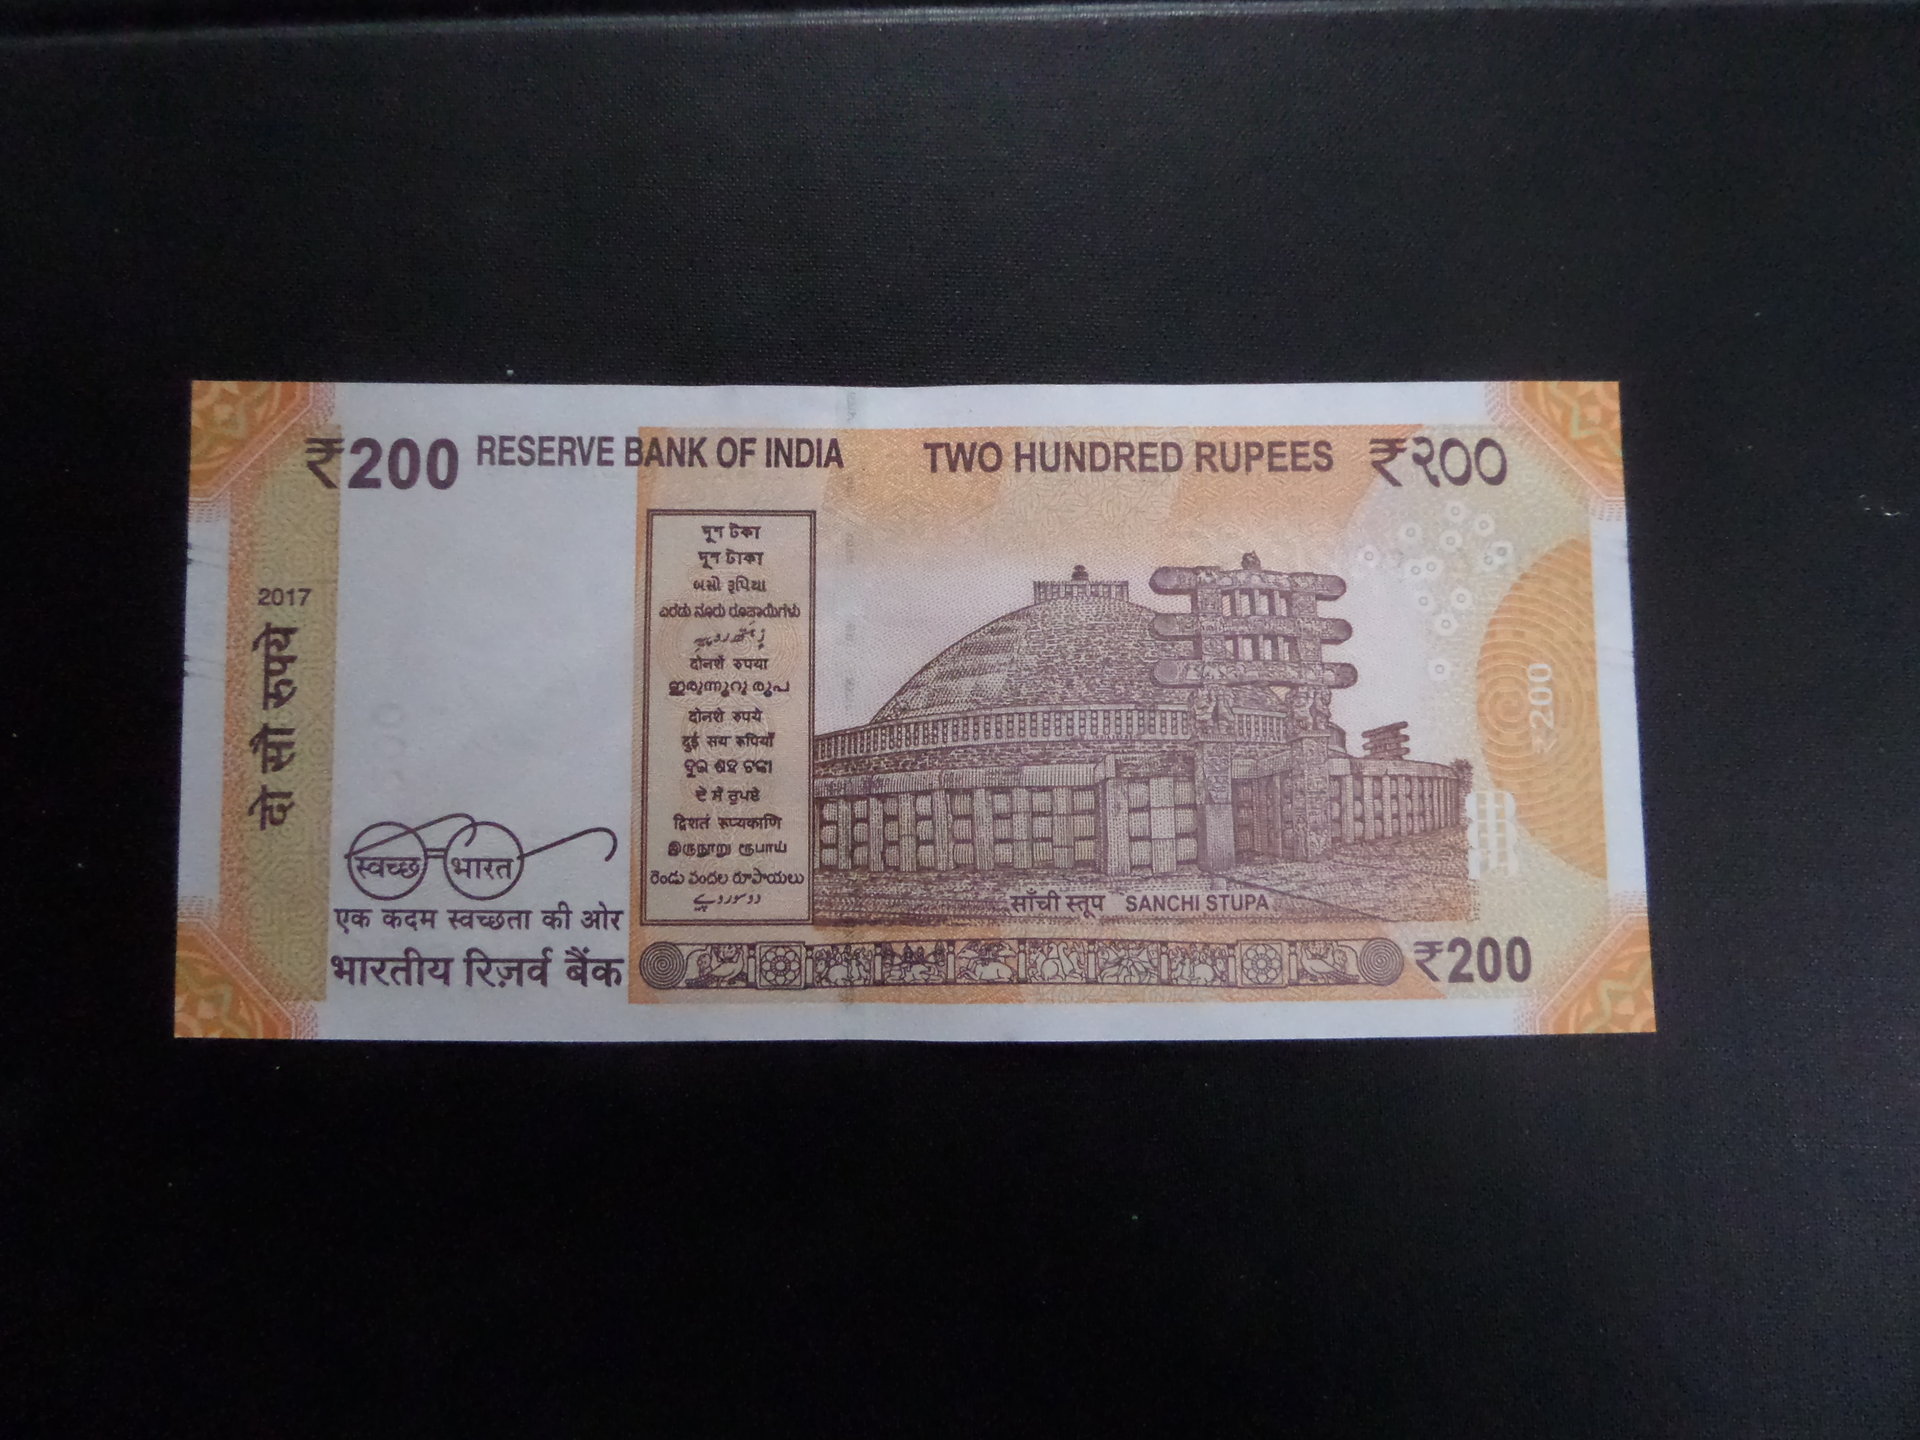 ₹200 RESERVE BANK OF INDIA TWO HUNDRED RUPEES ₹२००
দুশ টকা
দুশ টাকা
બસો રૂપિયા
ಎರಡು ನೂರು ರೂಪಾಯಿಗಳು
दोनशें रुपया
ഇരുന്നൂറു രൂപ
दोनशे रुपये
दुई सय रुपियाँ
ଦୁଇ ଶହ ଟଙ୍କା
ਦੋ ਸੌ ਰੁਪਏ
द्विशतं रूप्यकाणि
இருநூறு ரூபாய்
రెండు వందల రూపాయలు
2017
दो सौ रुपये
₹200
स्वच्छ भारत
एक कदम स्वच्छता की ओर
भारतीय रिज़र्व बैंक
साँची स्तूप SANCHI STUPA
₹200